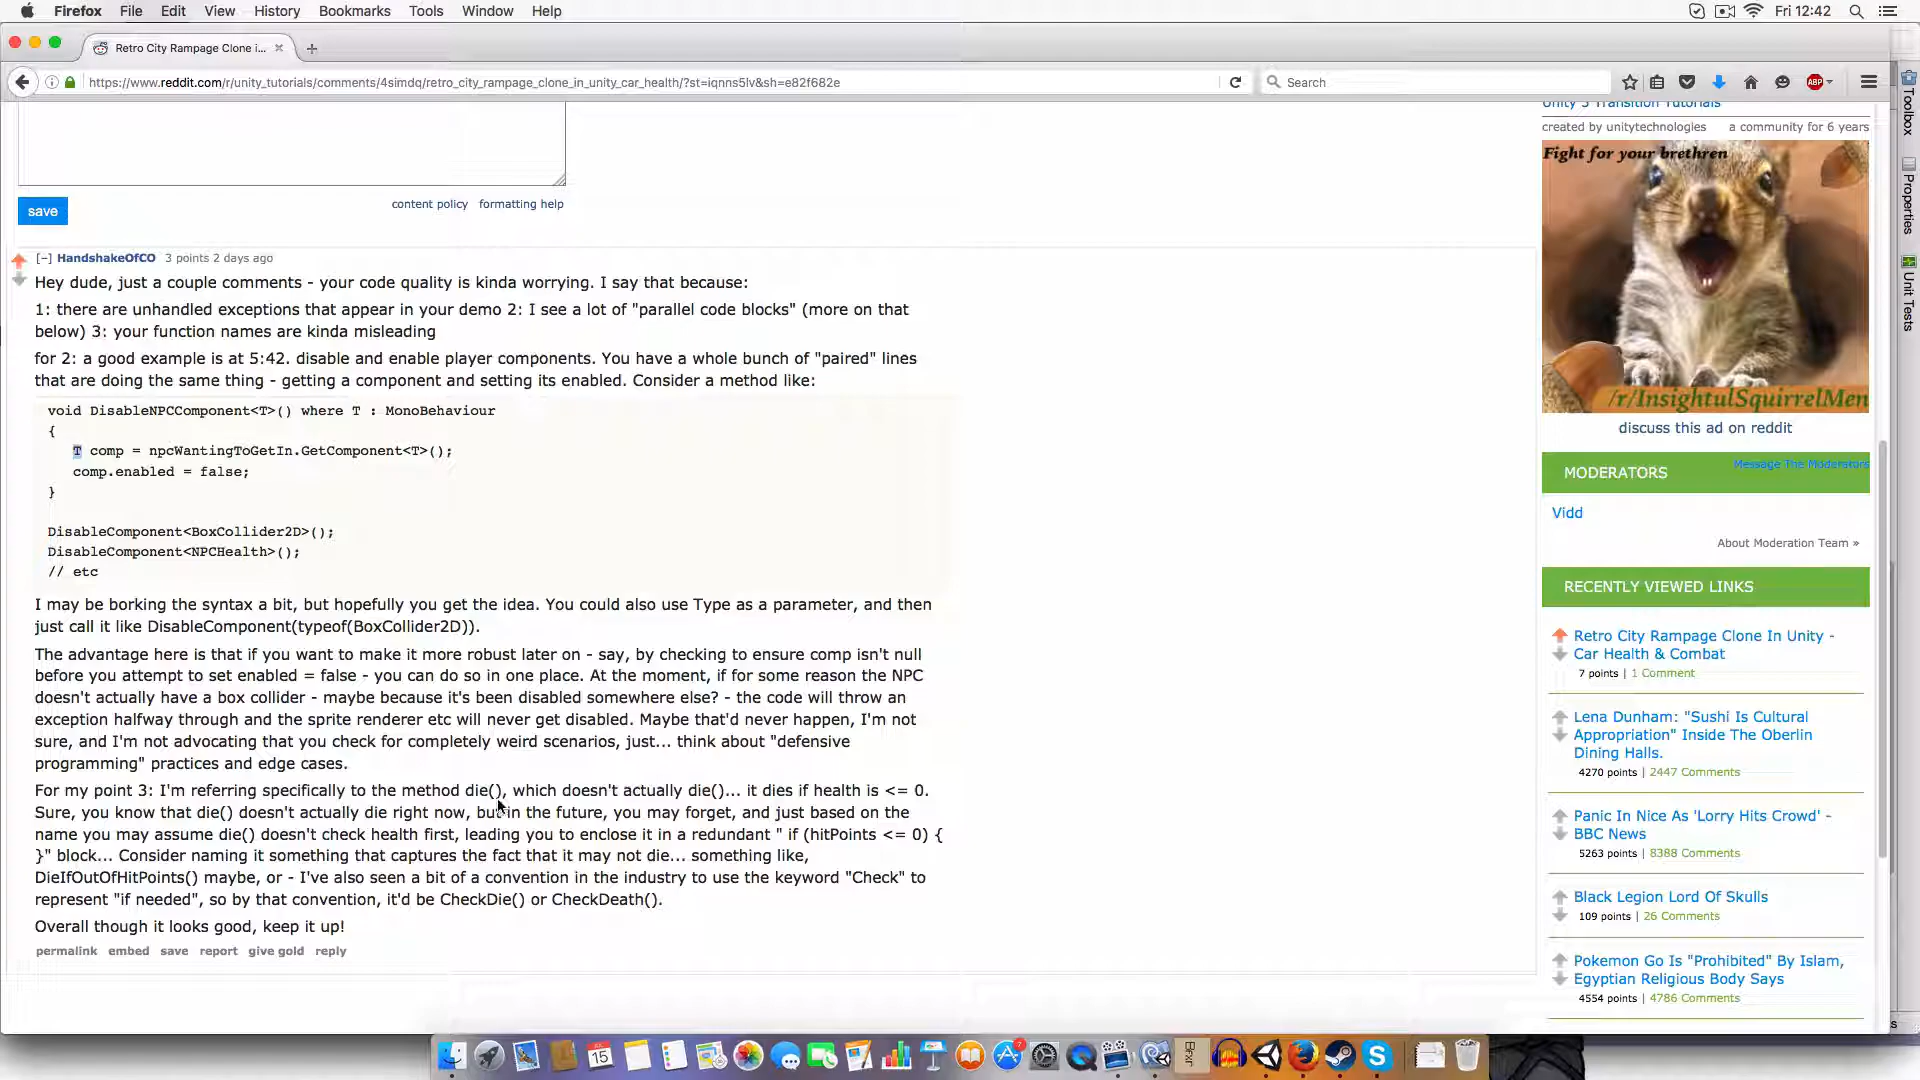 Firefox File Edit View History Bookmarks Tools Window Help Fri 12:42
Retro City Rampage Clone i...
https://www.reddit.com/r/unity_tutorials/comments/4simdq/retro_city_rampage_clone_in_unity_car_health/?st=iqnns5lv&sh=e82f682e
Search
ABP
save
content policy formatting help
[–] HandshakeOfCO 3 points 2 days ago
Hey dude, just a couple comments - your code quality is kinda worrying. I say that because:
1: there are unhandled exceptions that appear in your demo 2: I see a lot of "parallel code blocks" (more on that
below) 3: your function names are kinda misleading
for 2: a good example is at 5:42. disable and enable player components. You have a whole bunch of "paired" lines
that are doing the same thing - getting a component and setting its enabled. Consider a method like:
void DisableNPCComponent<T>() where T : MonoBehaviour
{
T comp = npcWantingToGetIn.GetComponent<T>();
comp.enabled = false;
}
DisableComponent<BoxCollider2D>();
DisableComponent<NPCHealth>();
// etc
I may be borking the syntax a bit, but hopefully you get the idea. You could also use Type as a parameter, and then
just call it like DisableComponent(typeof(BoxCollider2D)).
The advantage here is that if you want to make it more robust later on - say, by checking to ensure comp isn't null
before you attempt to set enabled = false - you can do so in one place. At the moment, if for some reason the NPC
doesn't actually have a box collider - maybe because it's been disabled somewhere else? - the code will throw an
exception halfway through and the sprite renderer etc will never get disabled. Maybe that'd never happen, I'm not
sure, and I'm not advocating that you check for completely weird scenarios, just... think about "defensive
programming" practices and edge cases.
For my point 3: I'm referring specifically to the method die(), which doesn't actually die()... it dies if health is <= 0.
Sure, you know that die() doesn't actually die right now, but in the future, you may forget, and just based on the
name you may assume die() doesn't check health first, leading you to enclose it in a redundant " if (hitPoints <= 0) {
}" block... Consider naming it something that captures the fact that it may not die... something like,
DieIfOutOfHitPoints() maybe, or - I've also seen a bit of a convention in the industry to use the keyword "Check" to
represent "if needed", so by that convention, it'd be CheckDie() or CheckDeath().
Overall though it looks good, keep it up!
permalink embed save report give gold reply
Unity 5 Transition Tutorials
created by unitytechnologies a community for 6 years
Fight for your brethren
/r/InsightulSquirrelMen
discuss this ad on reddit
MODERATORS Message The Moderators
Vidd
About Moderation Team »
RECENTLY VIEWED LINKS
Retro City Rampage Clone In Unity -
Car Health & Combat
7 points | 1 Comment
Lena Dunham: "Sushi Is Cultural
Appropriation" Inside The Oberlin
Dining Halls.
4270 points | 2447 Comments
Panic In Nice As 'Lorry Hits Crowd' -
BBC News
5263 points | 8388 Comments
Black Legion Lord Of Skulls
109 points | 26 Comments
Pokemon Go Is "Prohibited" By Islam,
Egyptian Religious Body Says
4554 points | 4786 Comments
Toolbox
Properties
Unit Tests
15